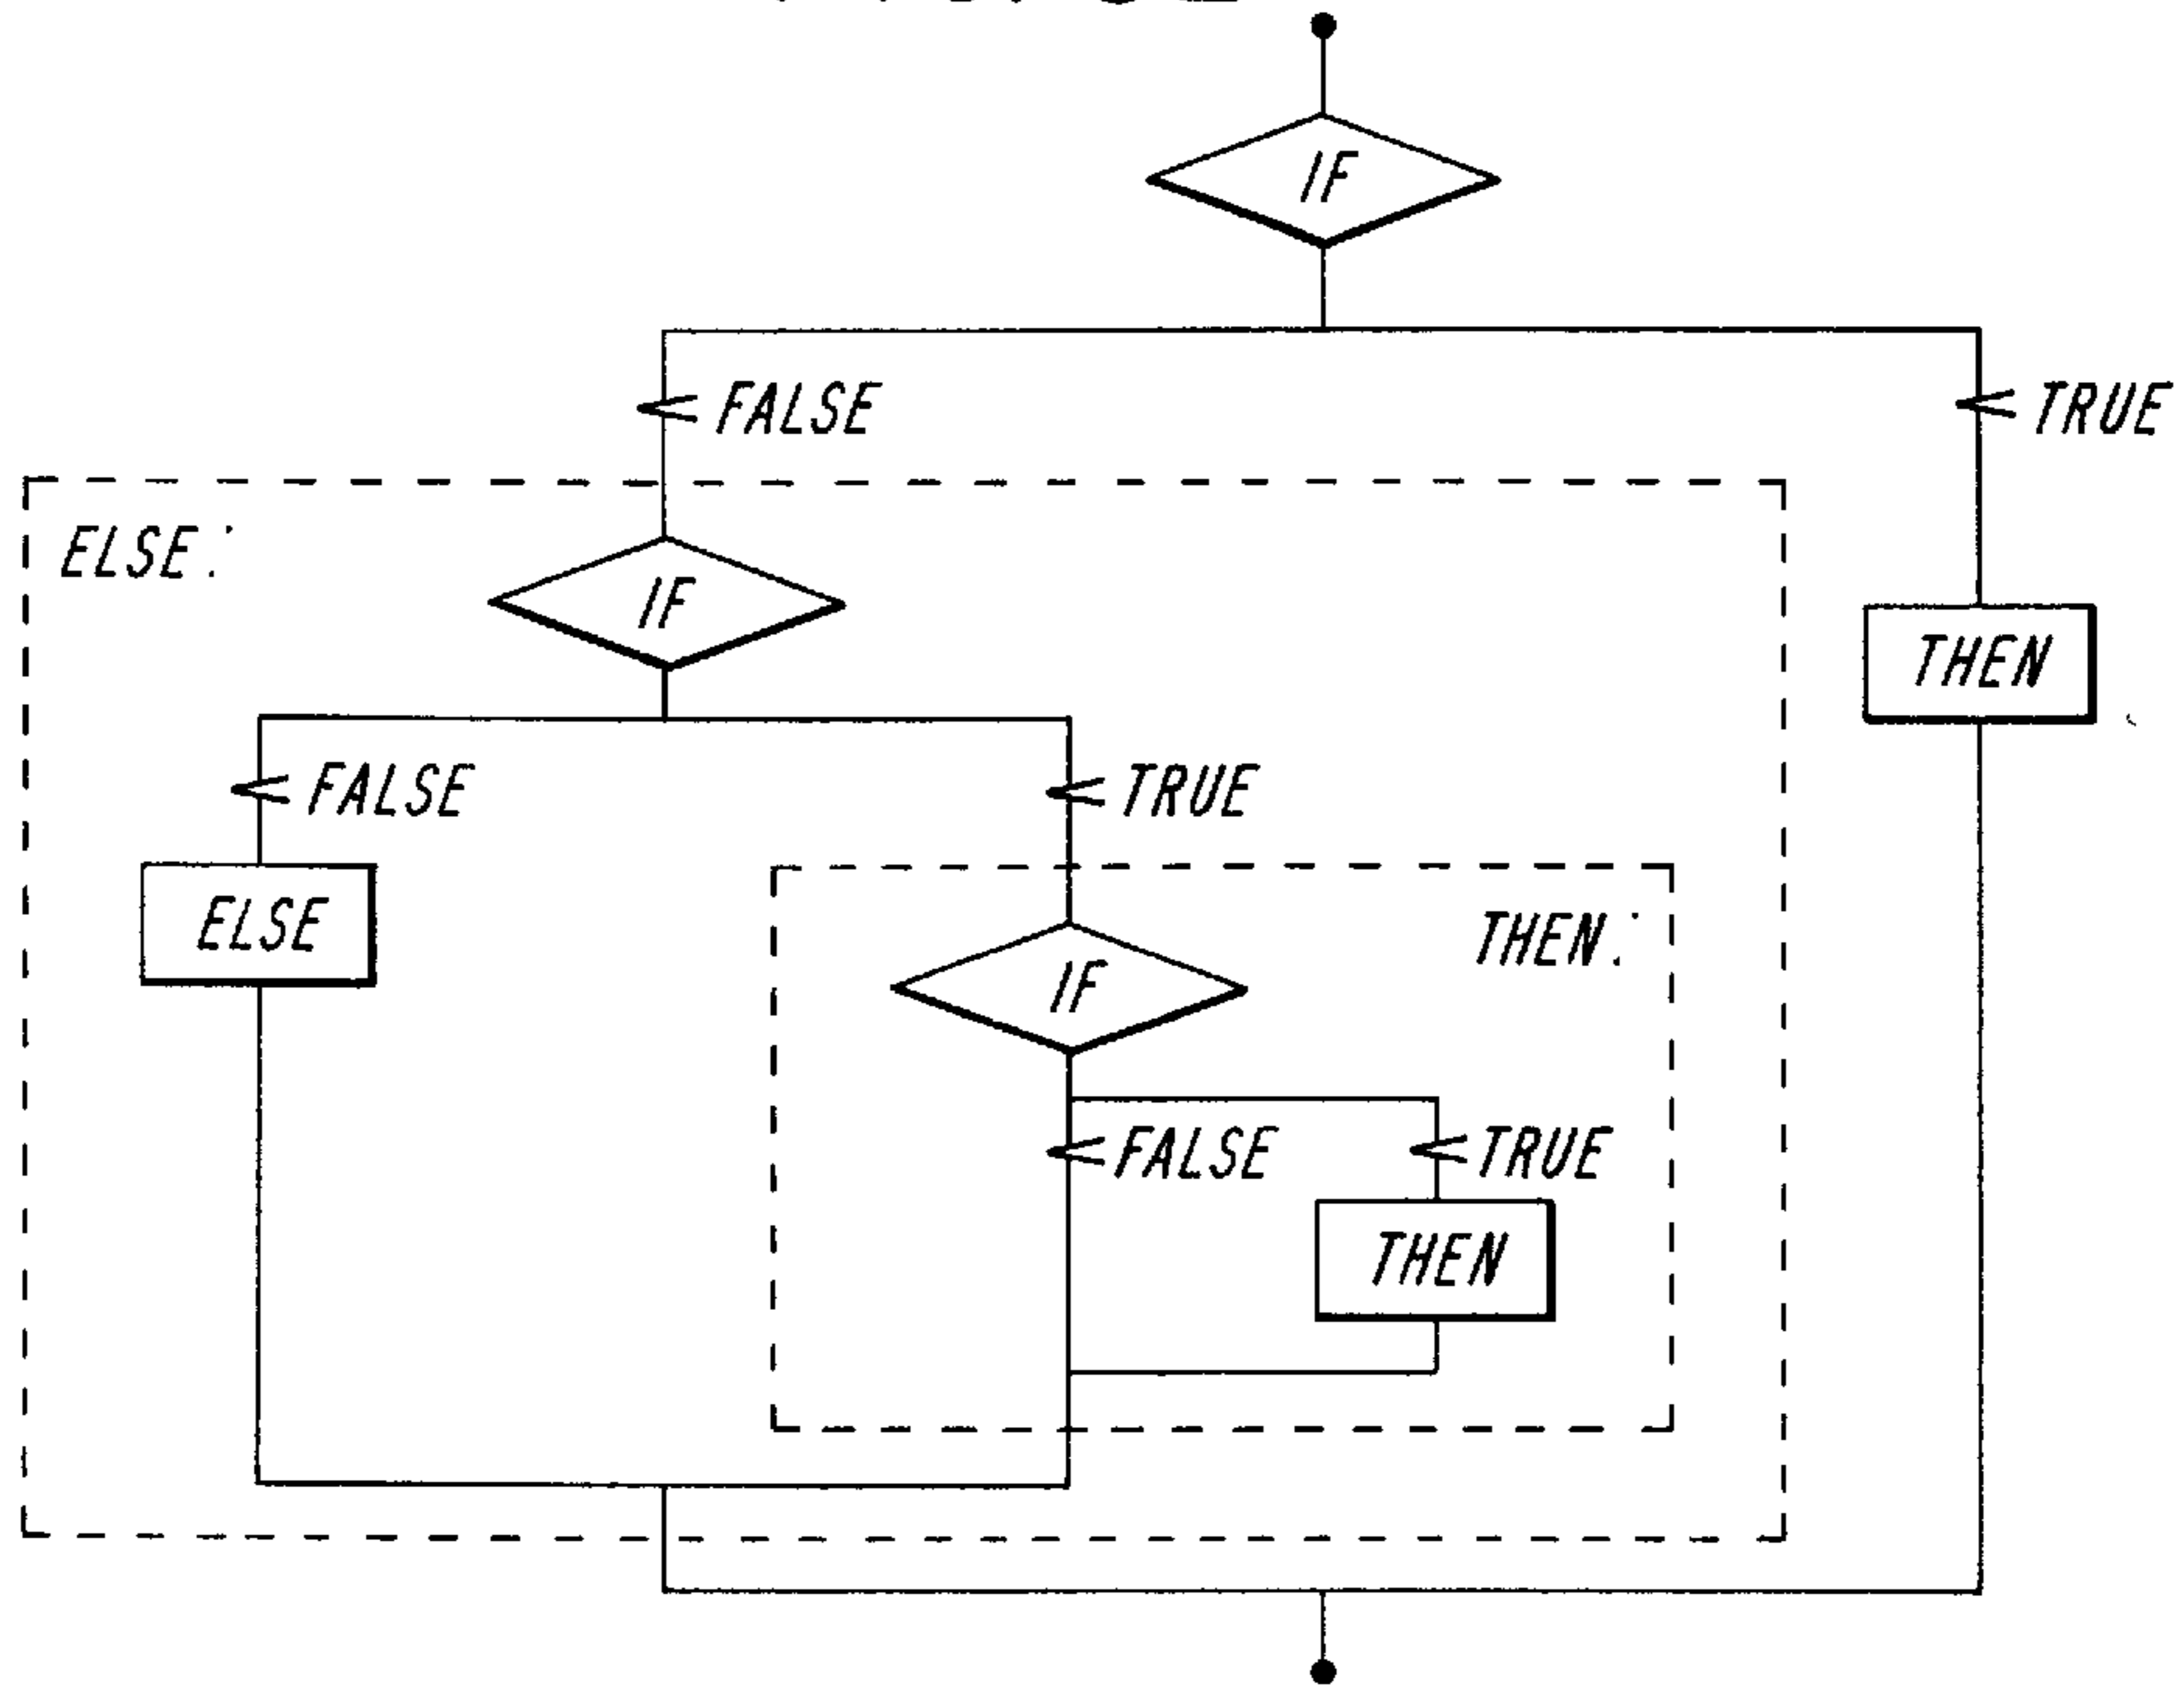 IF
FALSE
TRUE
ELSE:
IF
THEN
FALSE
TRUE
ELSE
THEN:
IF
FALSE
TRUE
THEN